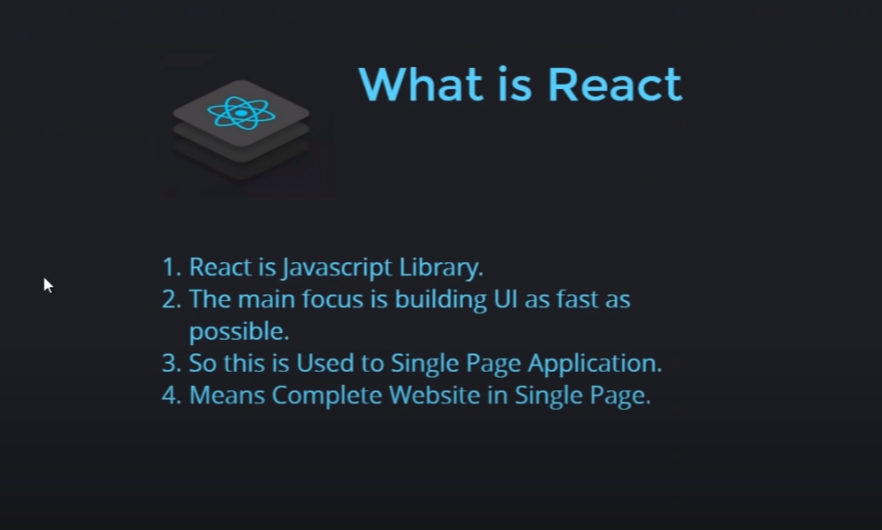 What is React
1. React is Javascript Library.
2. The main focus is building UI as fast as
possible.
3. So this is Used to Single Page Application.
4. Means Complete Website in Single Page.